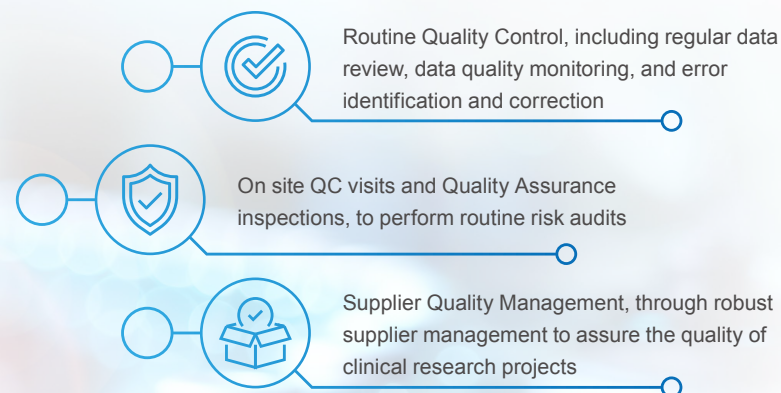 Routine Quality Control, including regular data
review, data quality monitoring, and error
identification and correction
On site QC visits and Quality Assurance
inspections, to perform routine risk audits
Supplier Quality Management, through robust
supplier management to assure the quality of
clinical research projects